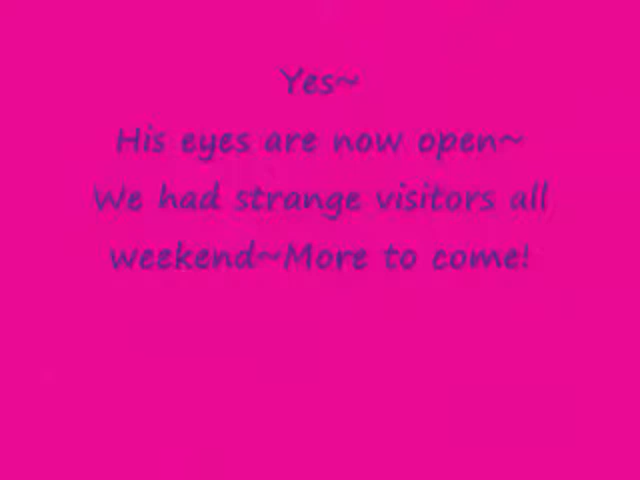 Yes~
His eyes are now open~
We had strange visitors all
weekend~More to come!